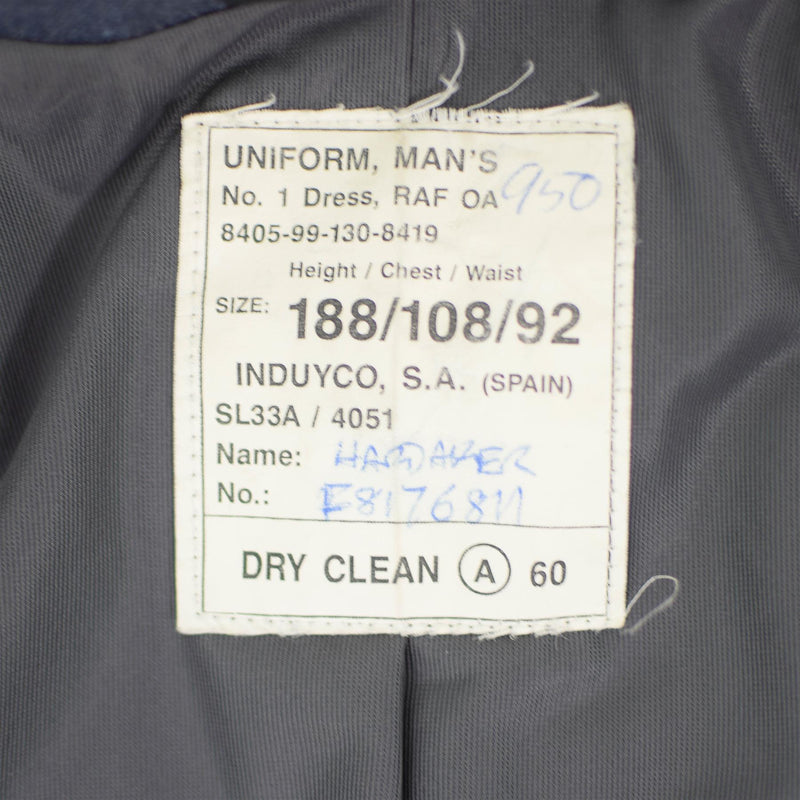 UNIFORM, MAN'S
No. 1 Dress, RAF OA 950
8405-99-130-8419
Height / Chest / Waist
SIZE: 188/108/92
INDUYCO, S.A. (SPAIN)
SL33A / 4051
Name: HARDAKER
No.:
DRY CLEAN A 60